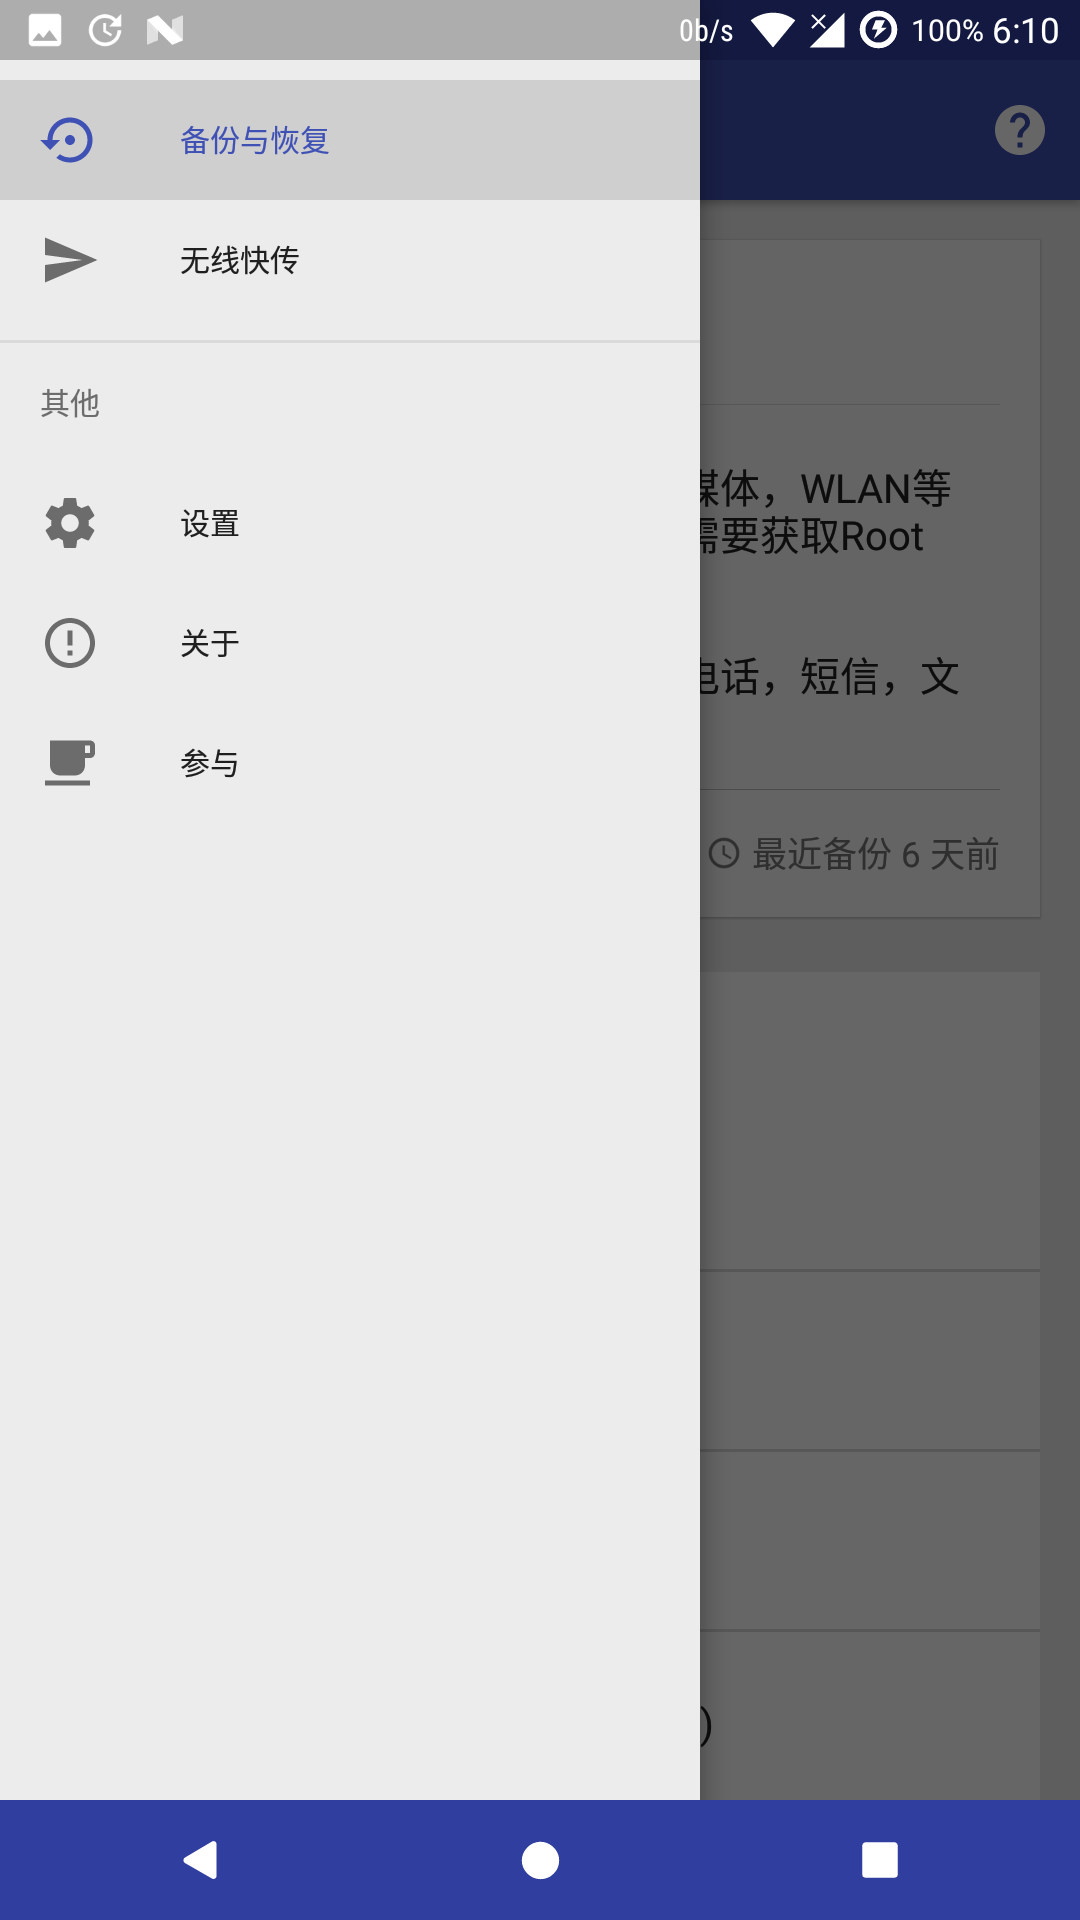 0b/s 100% 6:10
备份与恢复
无线快传
其他
设置
关于
参与
媒体，WLAN等
需要获取Root
电话，短信，文
最近备份 6 天前
)